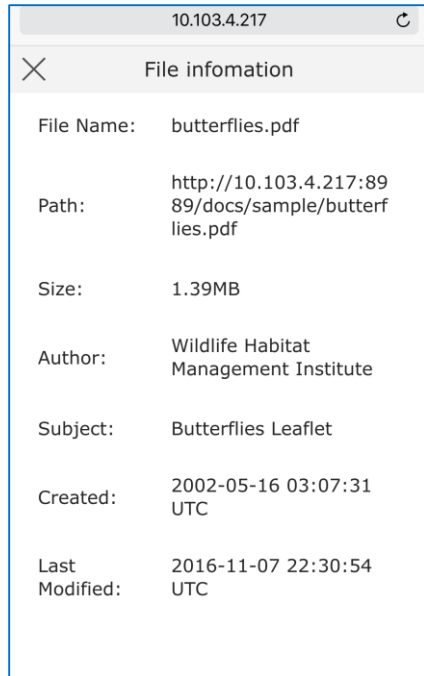 10.103.4.217
File infomation
File Name: butterflies.pdf
Path: http://10.103.4.217:89
89/docs/sample/butterf
lies.pdf
Size: 1.39MB
Author: Wildlife Habitat
Management Institute
Subject: Butterflies Leaflet
Created: 2002-05-16 03:07:31
UTC
Last
Modified: 2016-11-07 22:30:54
UTC